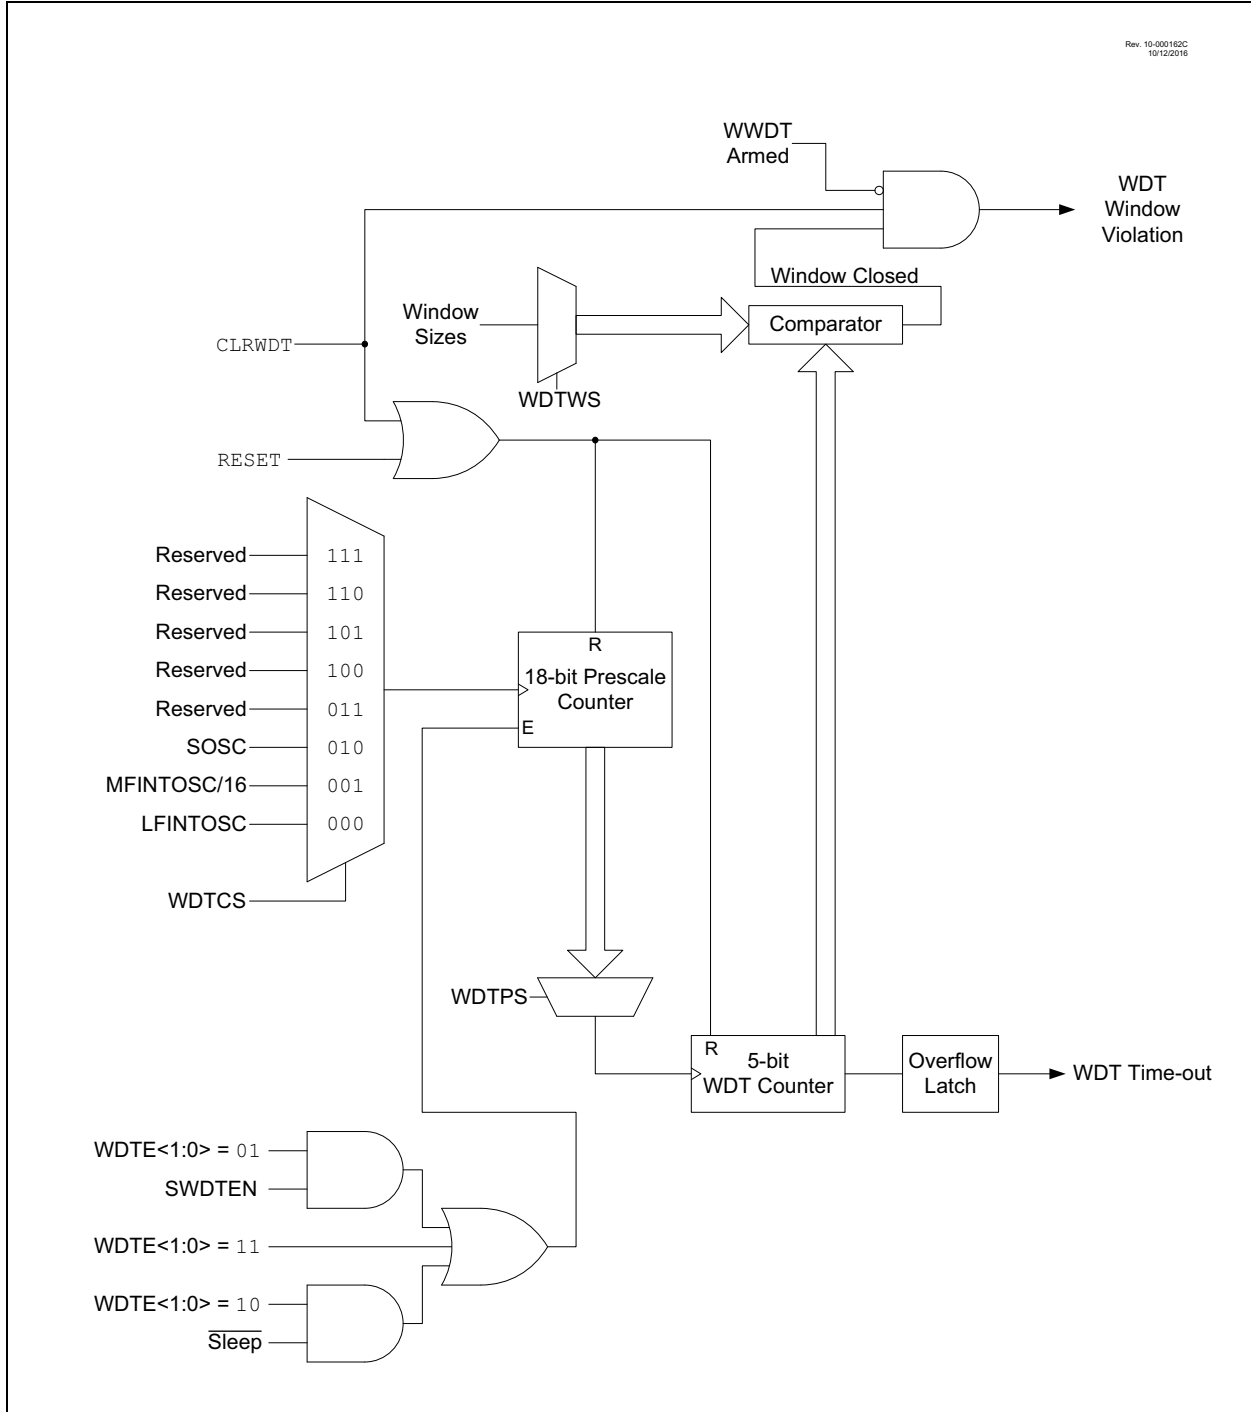 Rev. 10-000162C
10/12/2016
WWDT
Armed
WDT
Window
Violation
Window Closed
Window
Sizes
Comparator
CLRWDT
WDTWS
RESET
Reserved 111
Reserved 110
Reserved 101
Reserved 100
Reserved 011
SOSC 010
MFINTOSC/16 001
LFINTOSC 000
WDTCS
R
18-bit Prescale
Counter
E
WDTPS
R
5-bit
WDT Counter
Overflow
Latch
WDT Time-out
WDTE<1:0> = 01
SWDTEN
WDTE<1:0> = 11
WDTE<1:0> = 10
Sleep